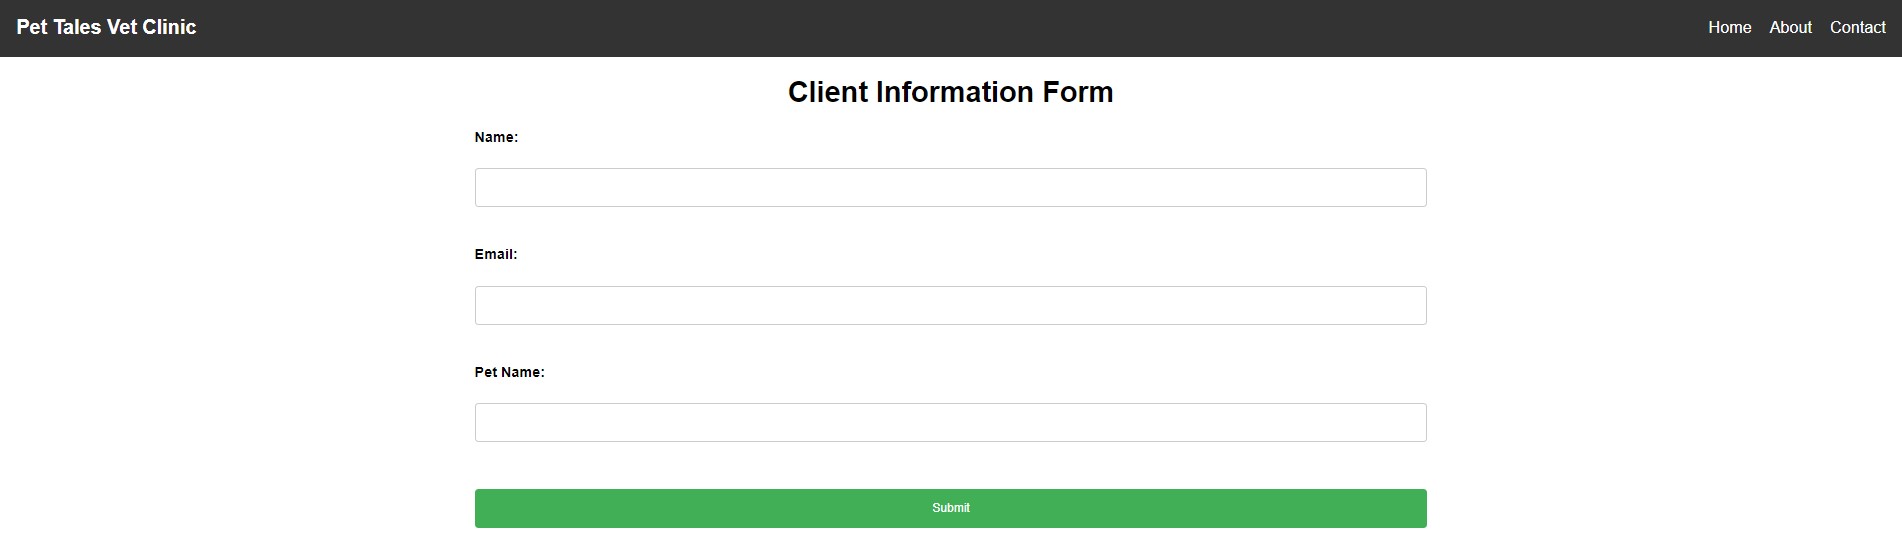 Pet Tales Vet Clinic
Home About Contact
Client Information Form
Name:
Email:
Pet Name:
Submit